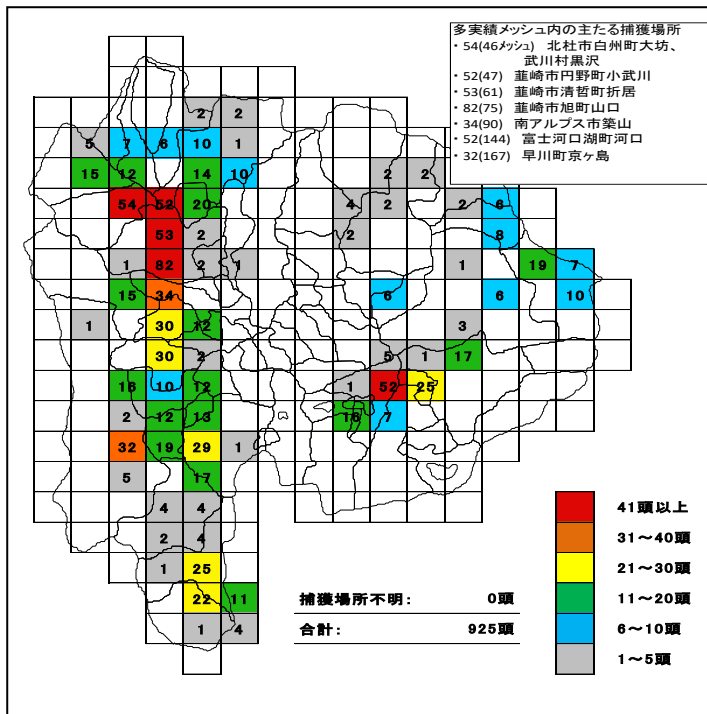 多実績メッシュ内の主たる捕獲場所
・54(46メッシュ) 北杜市白州町大坊、
武川村黒沢
・52(47) 韮崎市円野町小武川
・53(61) 韮崎市清哲町折居
・82(75) 韮崎市旭町山口
・34(90) 南アルプス市築山
・52(144) 富士河口湖町河口
・32(167) 早川町京ヶ島
2 2
5 7 6 10 1
15 12 14 10 2 2
54 52 20 4 2 2 6
53 2 2 8
1 82 2 1 1 19 7
15 34 6 6 10
1 30 12 3
30 2 5 1 17
16 10 12 1 52 25
2 12 13 16 7
32 19 29 1
5 17
4 4
2 4
1 25
22 11
1 4
捕獲場所不明: 0頭
合計: 925頭
41頭以上
31～40頭
21～30頭
11～20頭
6～10頭
1～5頭